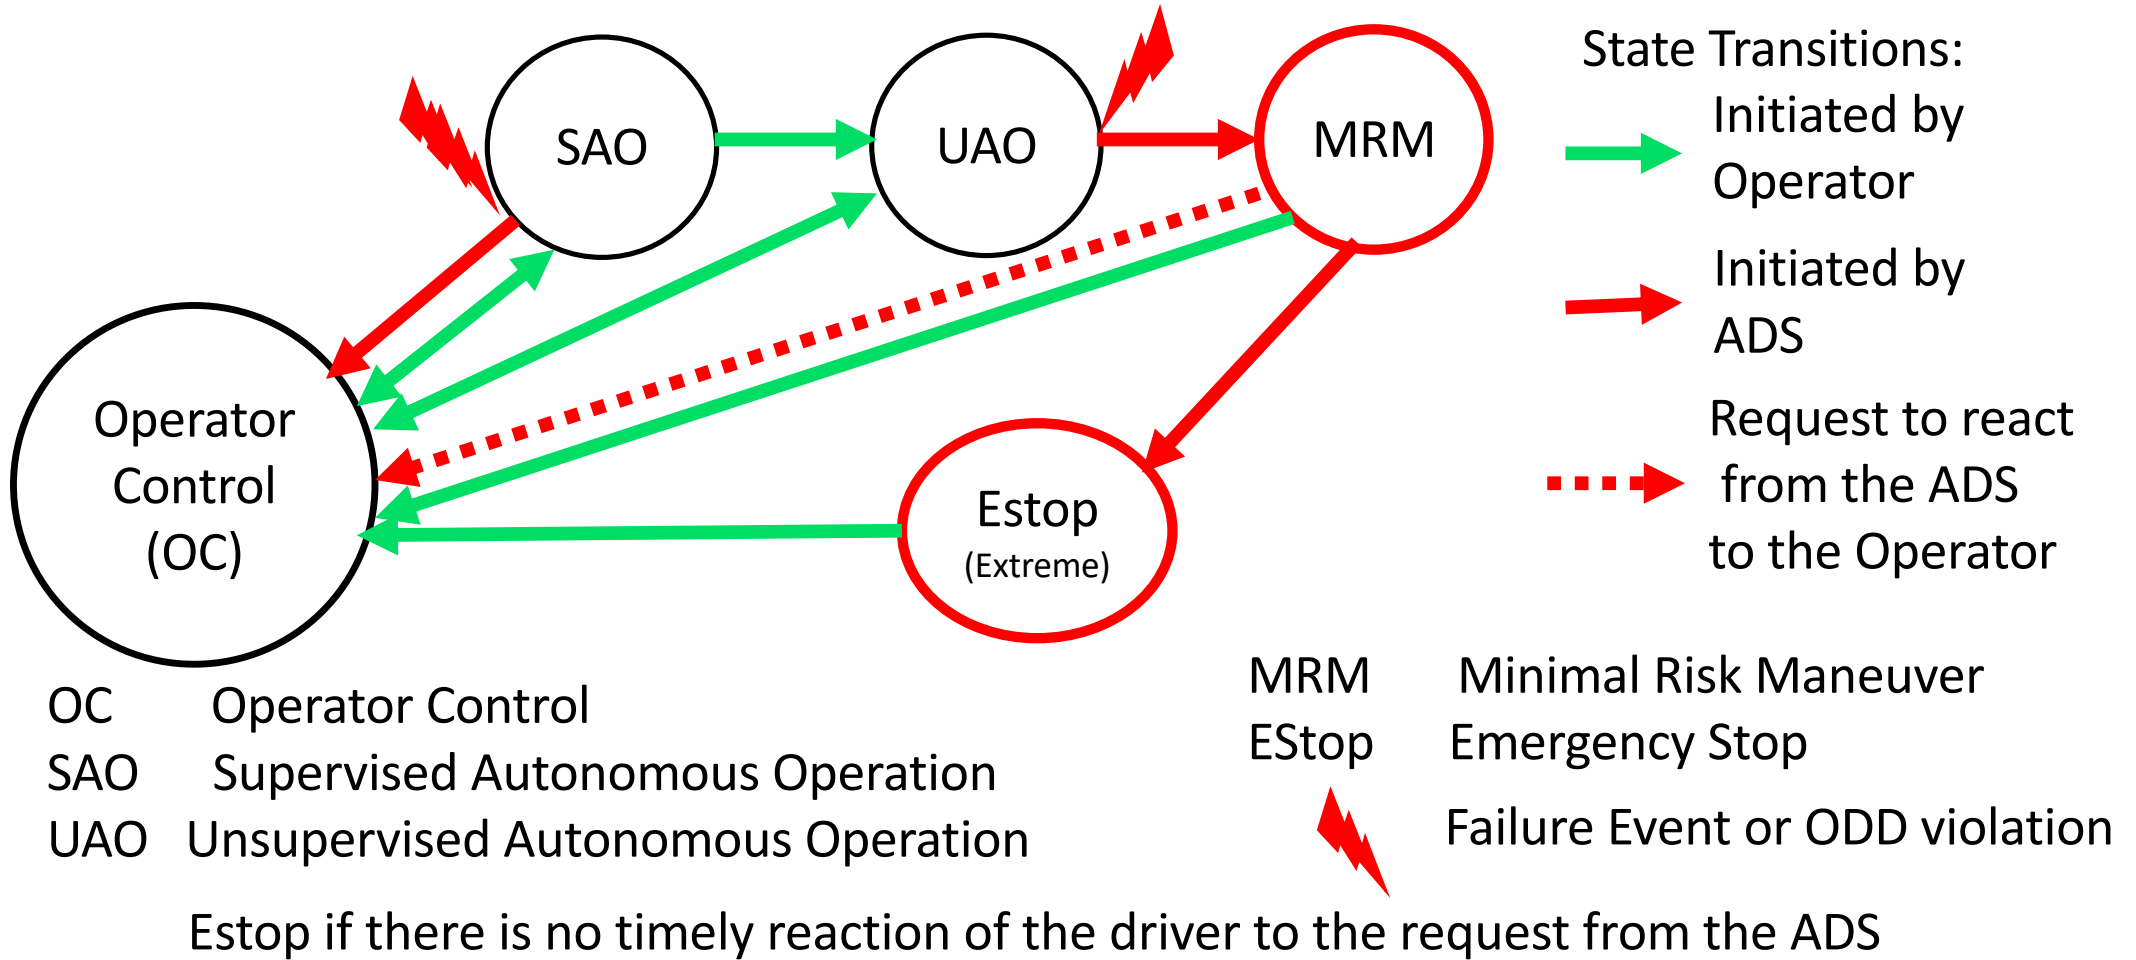 SAO
UAO
MRM
Operator
Control
(OC)
Estop
(Extreme)
State Transitions:
Initiated by
Operator
Initiated by
ADS
Request to react
from the ADS
to the Operator
OC Operator Control
SAO Supervised Autonomous Operation
UAO Unsupervised Autonomous Operation
MRM Minimal Risk Maneuver
EStop Emergency Stop
Failure Event or ODD violation
Estop if there is no timely reaction of the driver to the request from the ADS